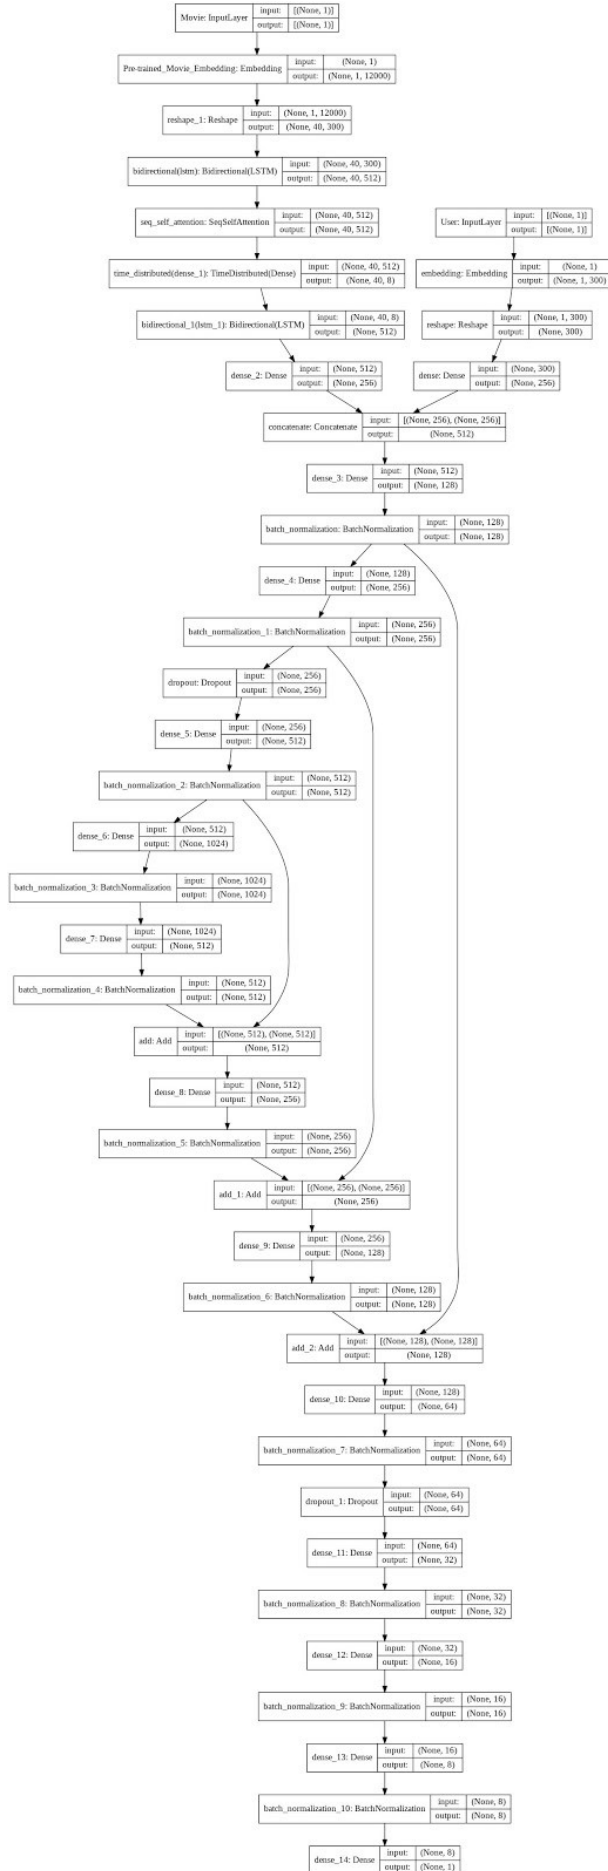 Movie: InputLayer input: [(None, 1)]
output: [(None, 1)]
Pre-trained_Movie_Embedding: Embedding input: (None, 1)
output: (None, 1, 12000)
reshape_1: Reshape input: (None, 1, 12000)
output: (None, 40, 300)
bidirectional(lstm): Bidirectional(LSTM) input: (None, 40, 300)
output: (None, 40, 512)
seq_self_attention: SeqSelfAttention input: (None, 40, 512)
output: (None, 40, 512)
User: InputLayer input: [(None, 1)]
output: [(None, 1)]
time_distributed(dense_1): TimeDistributed(Dense) input: (None, 40, 512)
output: (None, 40, 8)
embedding: Embedding input: (None, 1)
output: (None, 1, 300)
bidirectional_1(lstm_1): Bidirectional(LSTM) input: (None, 40, 8)
output: (None, 512)
reshape: Reshape input: (None, 1, 300)
output: (None, 300)
dense_2: Dense input: (None, 512)
output: (None, 256)
dense: Dense input: (None, 300)
output: (None, 256)
concatenate: Concatenate input: [(None, 256), (None, 256)]
output: (None, 512)
dense_3: Dense input: (None, 512)
output: (None, 128)
batch_normalization: BatchNormalization input: (None, 128)
output: (None, 128)
dense_4: Dense input: (None, 128)
output: (None, 256)
batch_normalization_1: BatchNormalization input: (None, 256)
output: (None, 256)
dropout: Dropout input: (None, 256)
output: (None, 256)
dense_5: Dense input: (None, 256)
output: (None, 512)
batch_normalization_2: BatchNormalization input: (None, 512)
output: (None, 512)
dense_6: Dense input: (None, 512)
output: (None, 1024)
batch_normalization_3: BatchNormalization input: (None, 1024)
output: (None, 1024)
dense_7: Dense input: (None, 1024)
output: (None, 512)
batch_normalization_4: BatchNormalization input: (None, 512)
output: (None, 512)
add: Add input: [(None, 512), (None, 512)]
output: (None, 512)
dense_8: Dense input: (None, 512)
output: (None, 256)
batch_normalization_5: BatchNormalization input: (None, 256)
output: (None, 256)
add_1: Add input: [(None, 256), (None, 256)]
output: (None, 256)
dense_9: Dense input: (None, 256)
output: (None, 128)
batch_normalization_6: BatchNormalization input: (None, 128)
output: (None, 128)
add_2: Add input: [(None, 128), (None, 128)]
output: (None, 128)
dense_10: Dense input: (None, 128)
output: (None, 64)
batch_normalization_7: BatchNormalization input: (None, 64)
output: (None, 64)
dropout_1: Dropout input: (None, 64)
output: (None, 64)
dense_11: Dense input: (None, 64)
output: (None, 32)
batch_normalization_8: BatchNormalization input: (None, 32)
output: (None, 32)
dense_12: Dense input: (None, 32)
output: (None, 16)
batch_normalization_9: BatchNormalization input: (None, 16)
output: (None, 16)
dense_13: Dense input: (None, 16)
output: (None, 8)
batch_normalization_10: BatchNormalization input: (None, 8)
output: (None, 8)
dense_14: Dense input: (None, 8)
output: (None, 1)